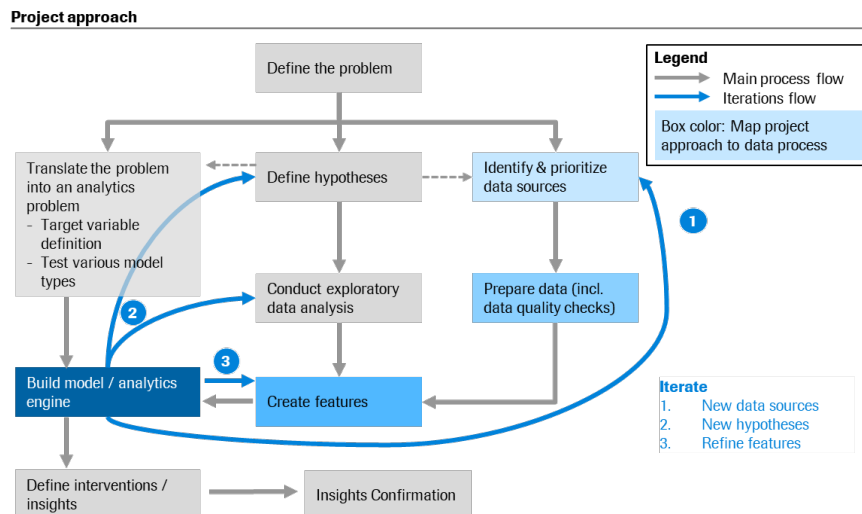 Project approach
Define the problem
Legend
Main process flow
Iterations flow
Box color: Map project
approach to data process
Translate the problem
into an analytics
problem
- Target variable
definition
- Test various model
types
Define hypotheses
Identify & prioritize
data sources
1
Conduct exploratory
data analysis
Prepare data (incl.
data quality checks)
2
3
Build model / analytics
engine
Create features
Iterate
1. New data sources
2. New hypotheses
3. Refine features
Define interventions /
insights
Insights Confirmation